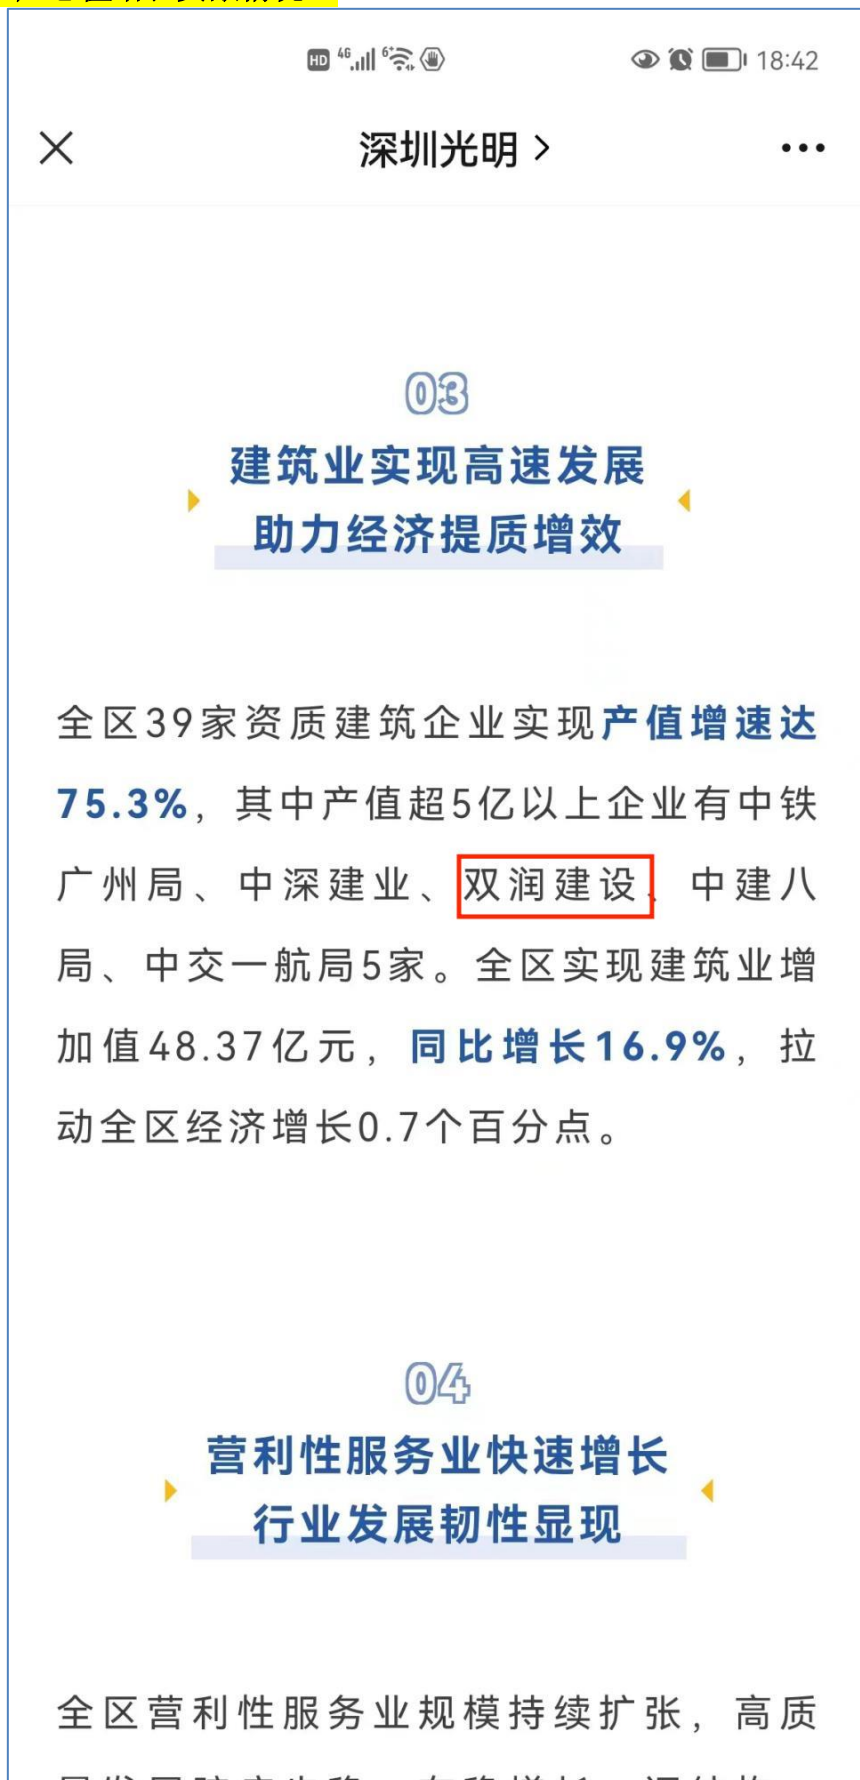 HD 4G 6+ 18:42
深圳光明 >
03
建筑业实现高速发展
助力经济提质增效
全区39家资质建筑企业实现产值增速达
75.3%，其中产值超5亿以上企业有中铁
广州局、中深建业、双润建设、中建八
局、中交一航局5家。全区实现建筑业增
加值48.37亿元，同比增长16.9%，拉
动全区经济增长0.7个百分点。
04
营利性服务业快速增长
行业发展韧性显现
全区营利性服务业规模持续扩张，高质